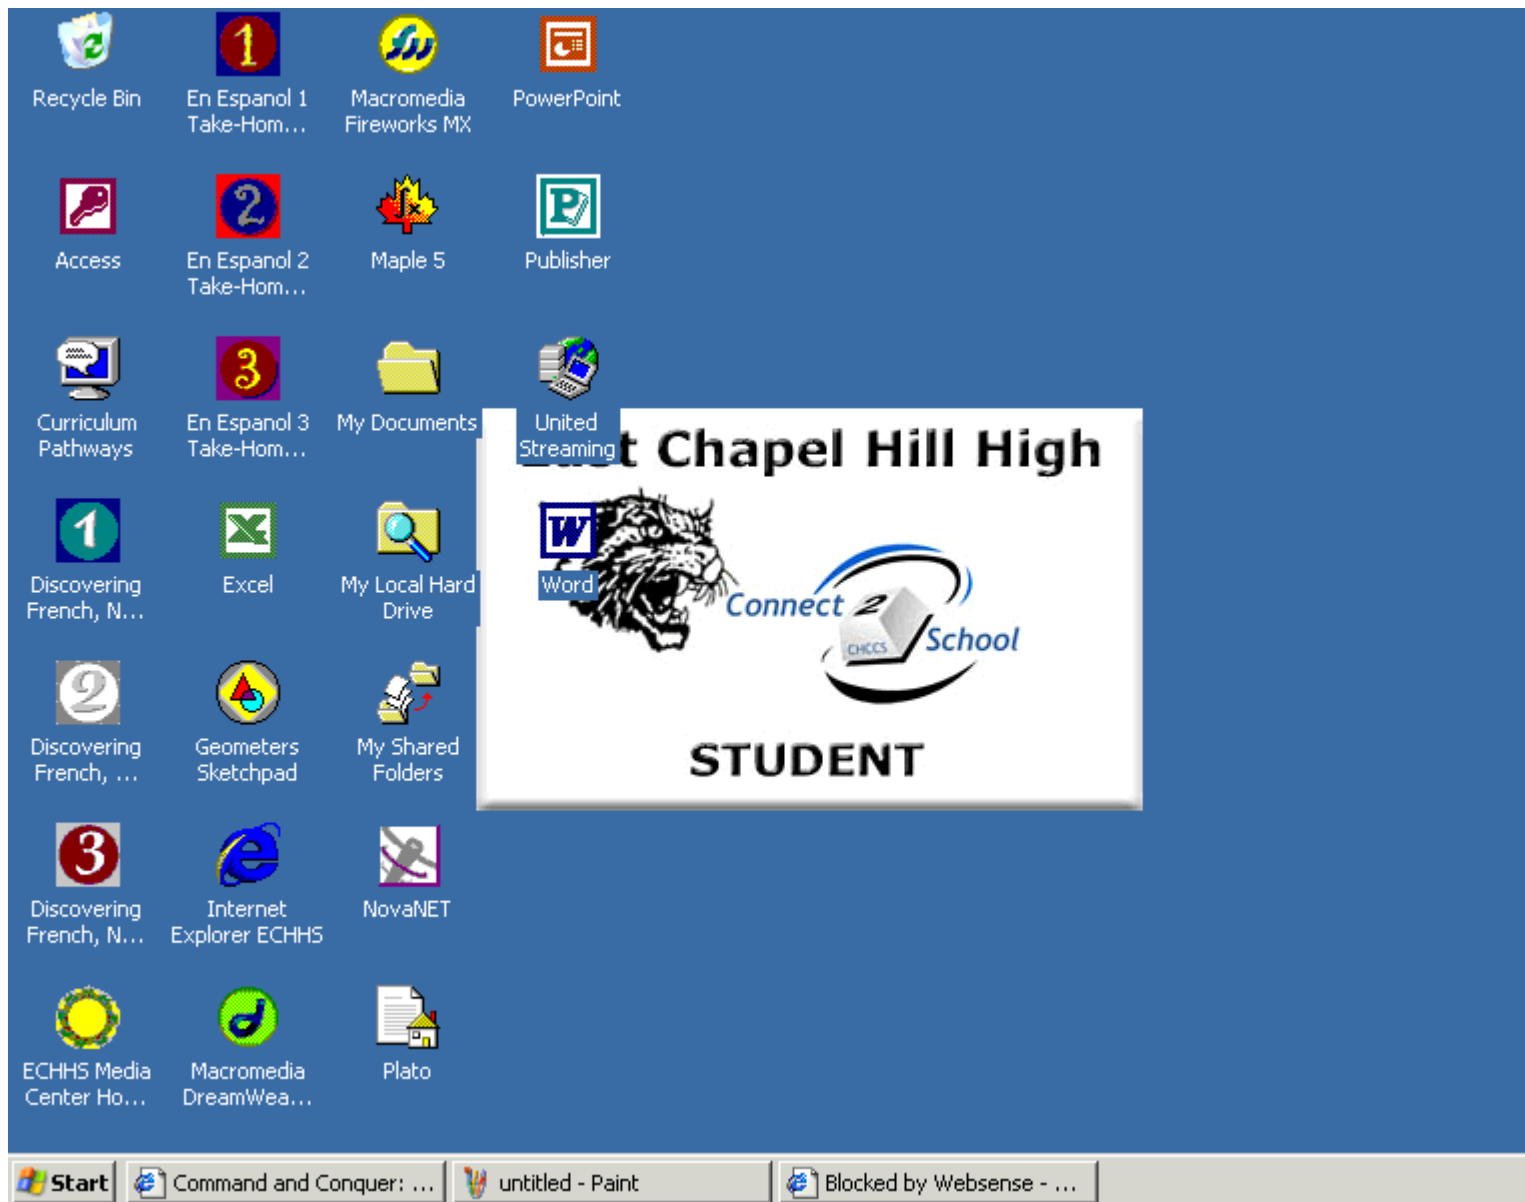 Recycle Bin
En Espanol 1
Take-Hom...
Macromedia
Fireworks MX
PowerPoint
Access
En Espanol 2
Take-Hom...
Maple 5
Publisher
Curriculum
Pathways
En Espanol 3
Take-Hom...
My Documents
United
Streaming
Chapel Hill High
Discovering
French, N...
Excel
My Local Hard
Drive
Word
Connect 2
School
CHCCS
Discovering
French, ...
Geometers
Sketchpad
My Shared
Folders
STUDENT
Discovering
French, N...
Internet
Explorer ECHHS
NovaNET
ECHHS Media
Center Ho...
Macromedia
DreamWea...
Plato
Start
Command and Conquer: ...
untitled - Paint
Blocked by Websense - ...